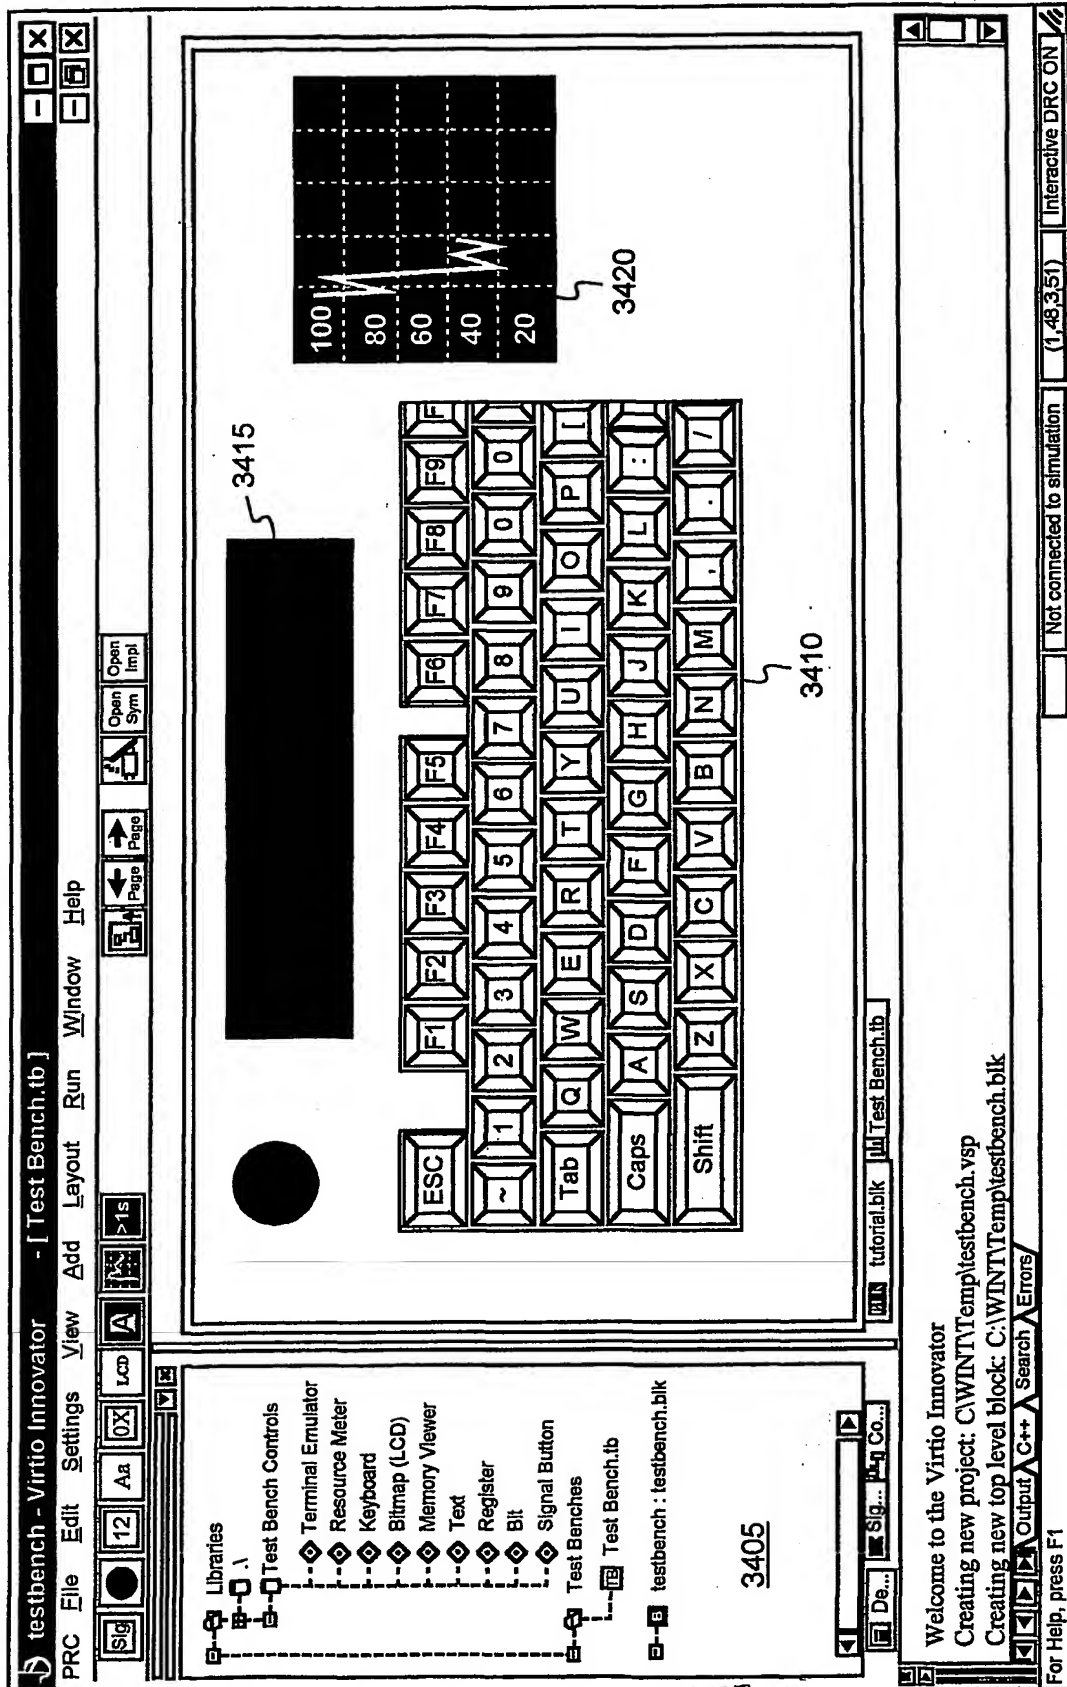 testbench - Virtio Innovator - [ Test Bench.tb ]
PRC File Edit Settings View Add Layout Run Window Help
Sig 12 Aa 0X LCD A >1s Page Page Open Sym Open Impl
Libraries
.\
Test Bench Controls
Terminal Emulator
Resource Meter
Keyboard
Bitmap (LCD)
Memory Viewer
Text
Register
Bit
Signal Button
Test Benches
TB Test Bench.tb
B testbench : testbench.blk
3405
De... Sig... Co...
3415
100
80
60
40
20
3420
ESC F1 F2 F3 F4 F5 F6 F7 F8 F9 F
~ 1 2 3 4 5 6 7 8 9 0 0
Tab Q W E R T Y U I O P [
Caps A S D F G H J K L :
Shift Z X C V B N M , . /
3410
BLK tutorial.blk Test Bench.tb
Welcome to the Virtio Innovator
Creating new project: C\WINT\Temp\testbench.vsp
Creating new top level block: C:\WINT\Temp\testbench.blk
Output C++ Search Errors
For Help, press F1 Not connected to simulation (1,48,3,51) Interactive DRC ON